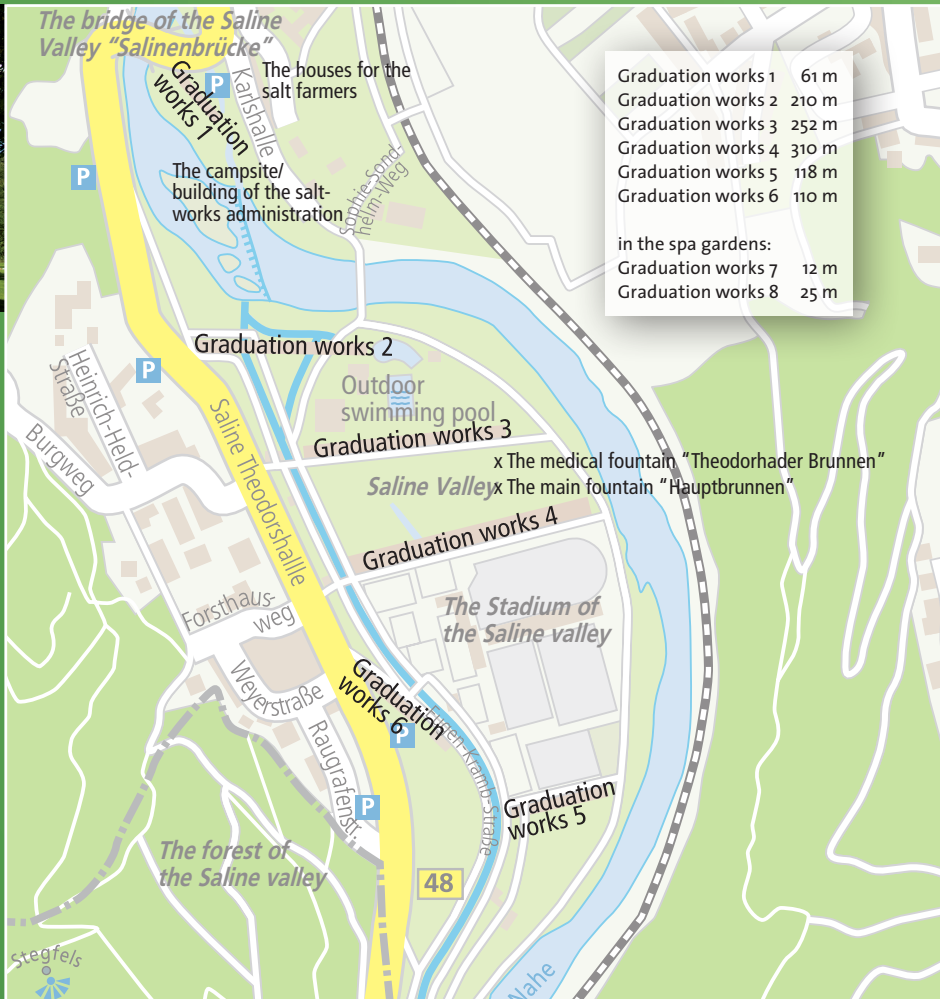 The bridge of the Saline
Valley “Salinenbrücke”
Graduation
works 1
P
Karlshalle
The houses for the
salt farmers
Graduation works 1 61 m
Graduation works 2 210 m
Graduation works 3 252 m
Graduation works 4 310 m
Graduation works 5 118 m
Graduation works 6 110 m
in the spa gardens:
Graduation works 7 12 m
Graduation works 8 25 m
P
The campsite/
building of the salt-
works administration
Sophie-Sond-
helm-Weg
Graduation works 2
P
Heinrich-Held-
Straße
Outdoor
swimming pool
Burgweg
Saline Theodorshallle
Graduation works 3
x The medical fountain “Theodorhader Brunnen”
Saline Valley
x The main fountain “Hauptbrunnen”
Graduation works 4
Forsthaus-
weg
The Stadium of
the Saline valley
Weyerstraße
Graduation
works 6
P
Eugen-Kramb-Straße
Raugrafenstr.
P
Graduation
works 5
The forest of
the Saline valley
48
Stegfels
Nahe